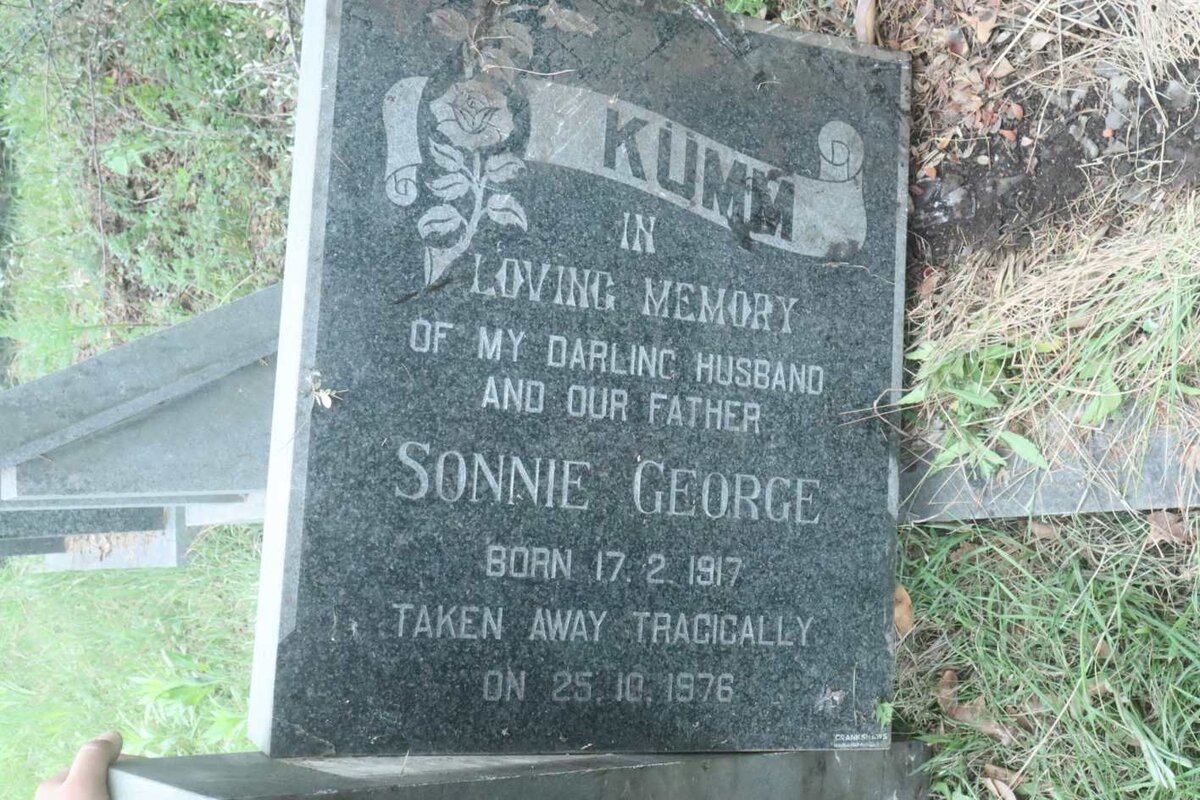 KUMM
IN
LOVING MEMORY
OF MY DARLING HUSBAND
AND OUR FATHER
SONNIE GEORGE
BORN 17. 2. 1917
TAKEN AWAY TRAGICALLY
ON 25. 10. 1976
CRANKSHAWS